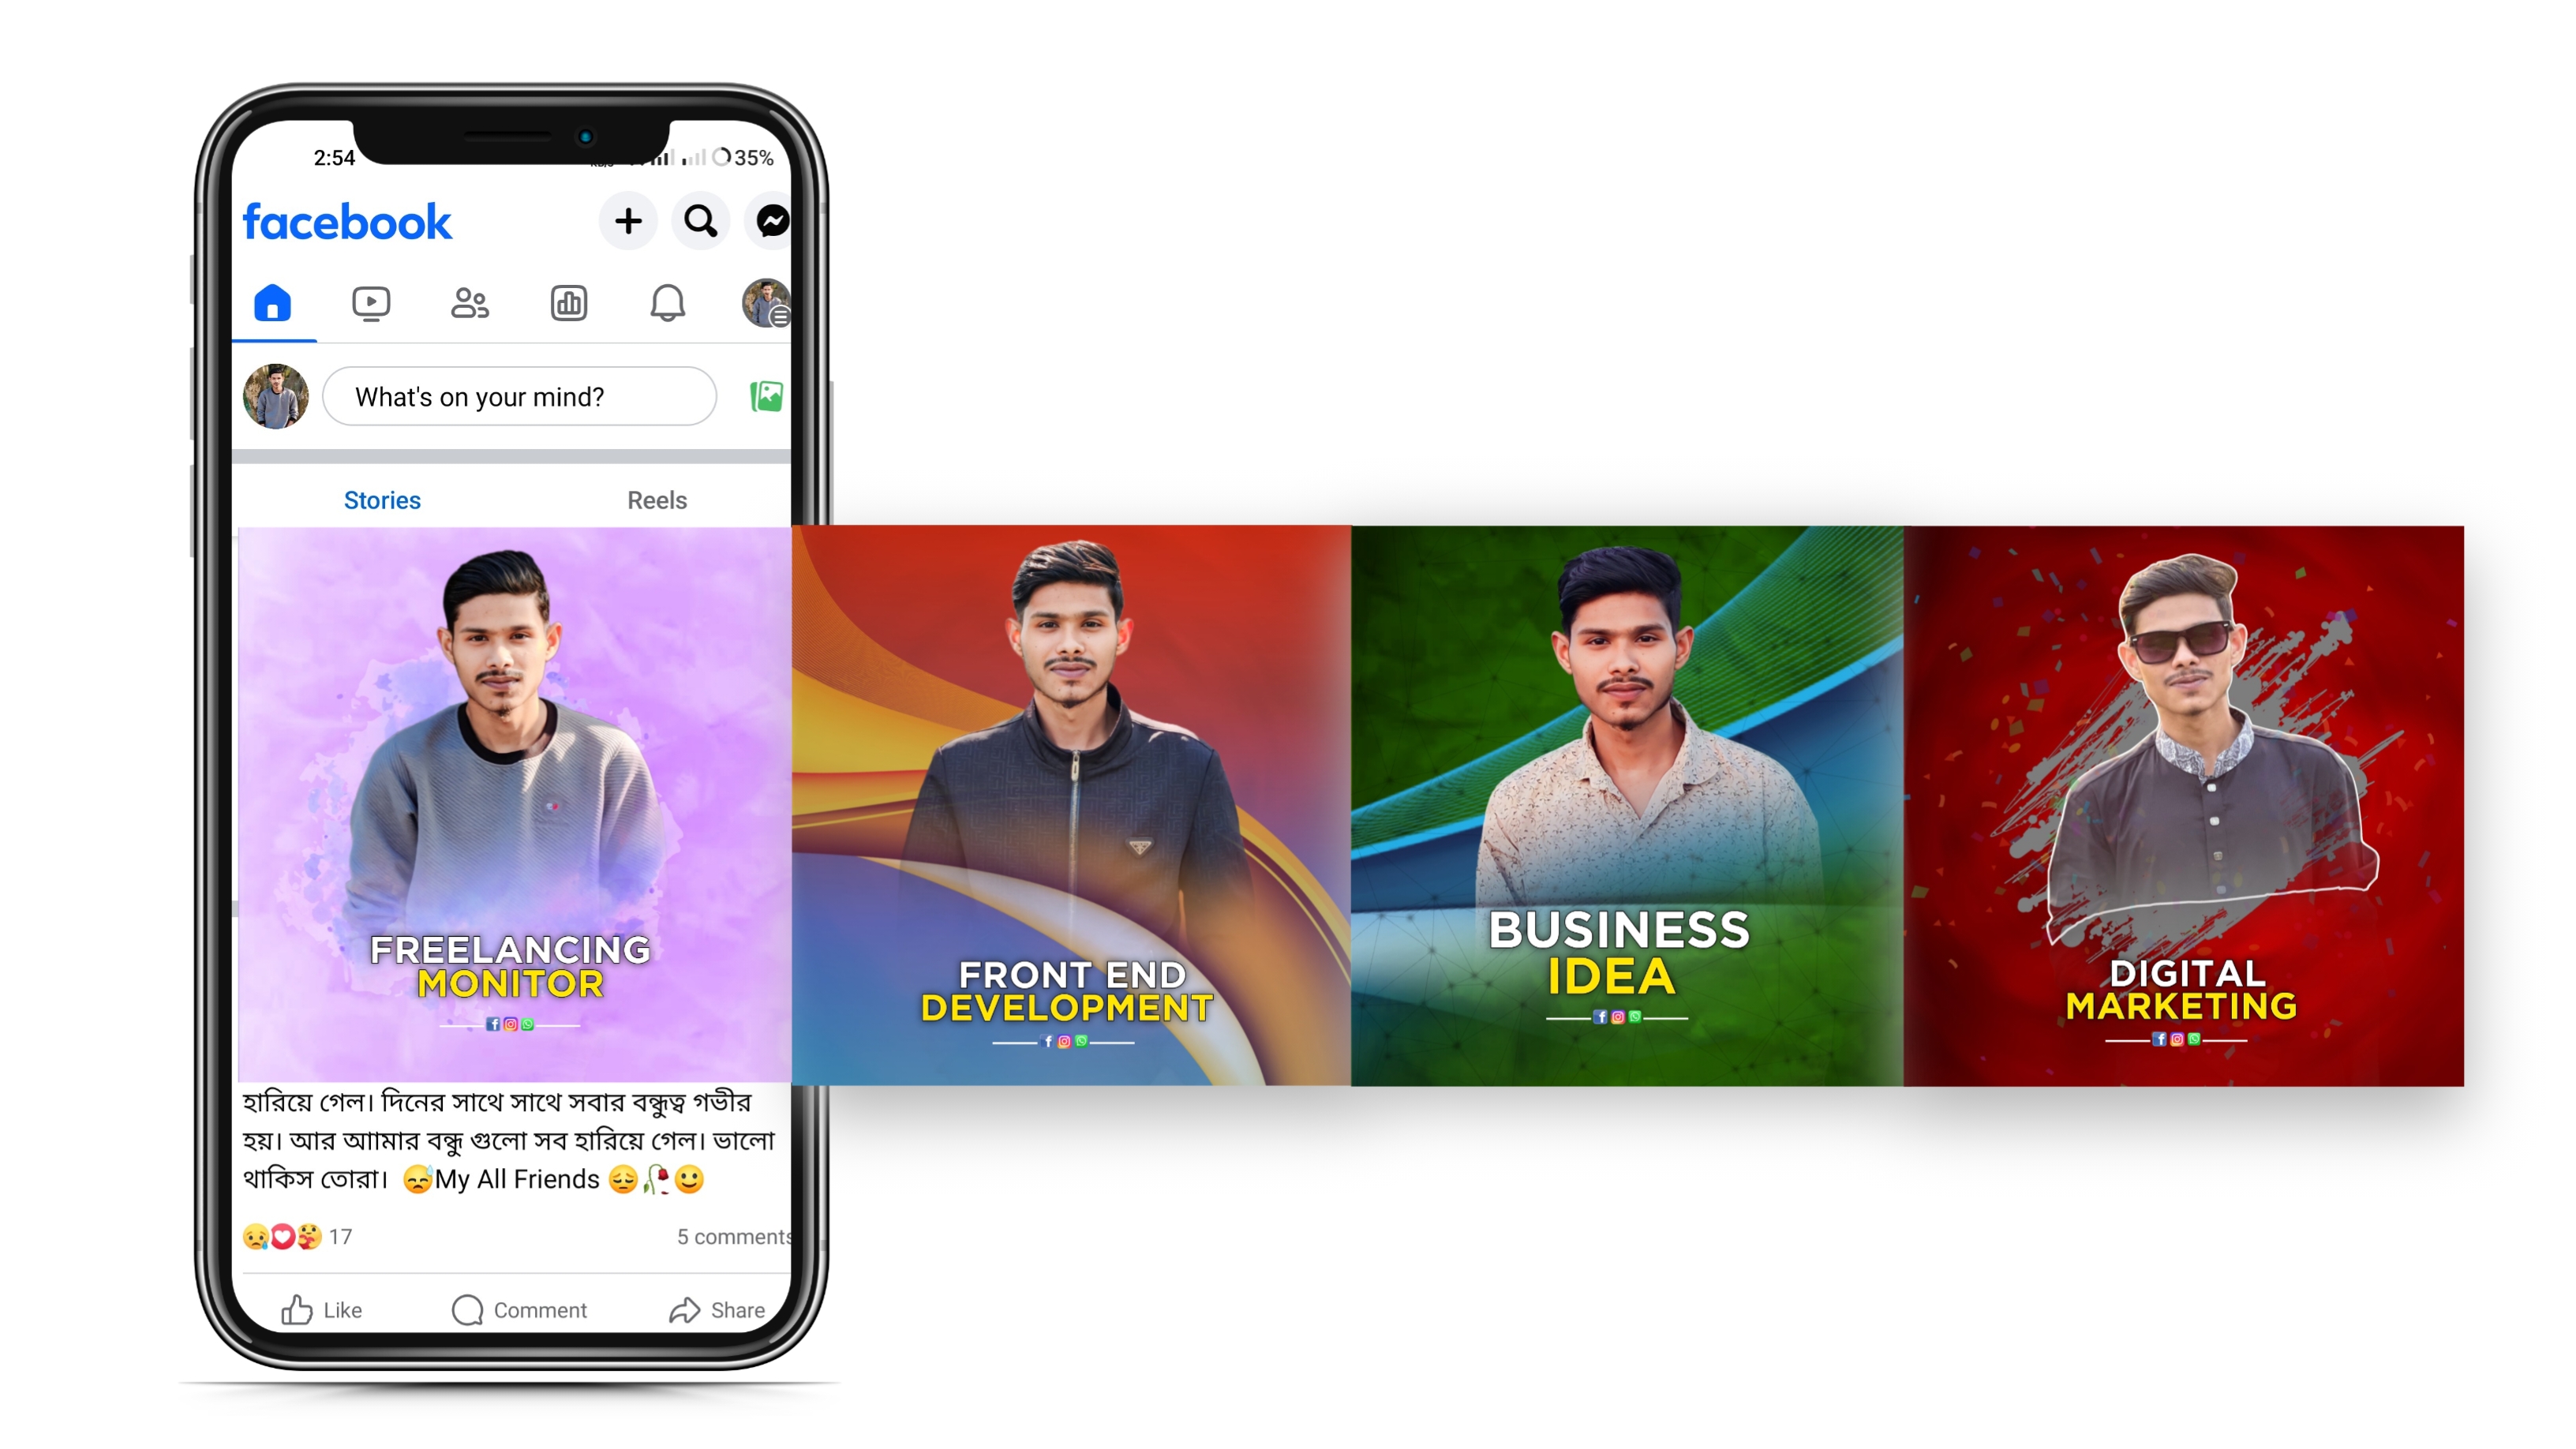 2:54
35%
facebook
What's on your mind?
Stories
Reels
FREELANCING
MONITOR
FRONT END
DEVELOPMENT
BUSINESS
IDEA
DIGITAL
MARKETING
হারিয়ে গেল। দিনের সাথে সাথে সবার বন্ধুত্ব গভীর
হয়। আর আামার বন্ধু গুলো সব হারিয়ে গেল। ভালো
থাকিস তোরা। 😓My All Friends 😔🥀🙂
17
5 comments
Like
Comment
Share